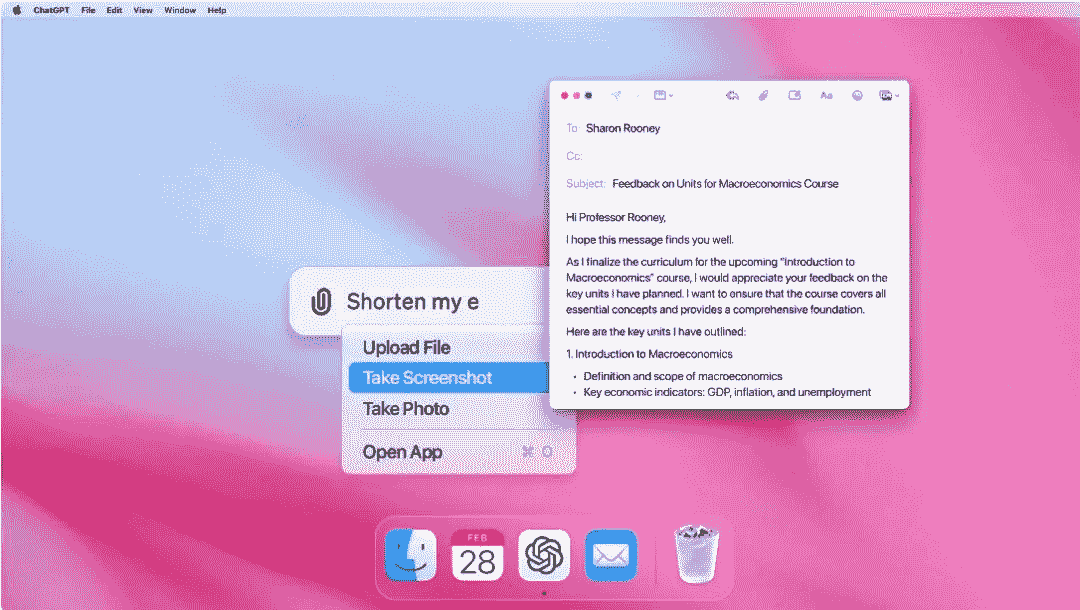 ChatGPT File Edit View Window Help
To: Sharon Rooney
Cc:
Subject: Feedback on Units for Macroeconomics Course
Hi Professor Rooney,
I hope this message finds you well.
As I finalize the curriculum for the upcoming "Introduction to
Macroeconomics" course, I would appreciate your feedback on the
key units I have planned. I want to ensure that the course covers all
essential concepts and provides a comprehensive foundation.
Here are the key units I have outlined:
1. Introduction to Macroeconomics
• Definition and scope of macroeconomics
• Key economic indicators: GDP, inflation, and unemployment
Shorten my e
Upload File
Take Screenshot
Take Photo
Open App ⌘ O
FEB
28